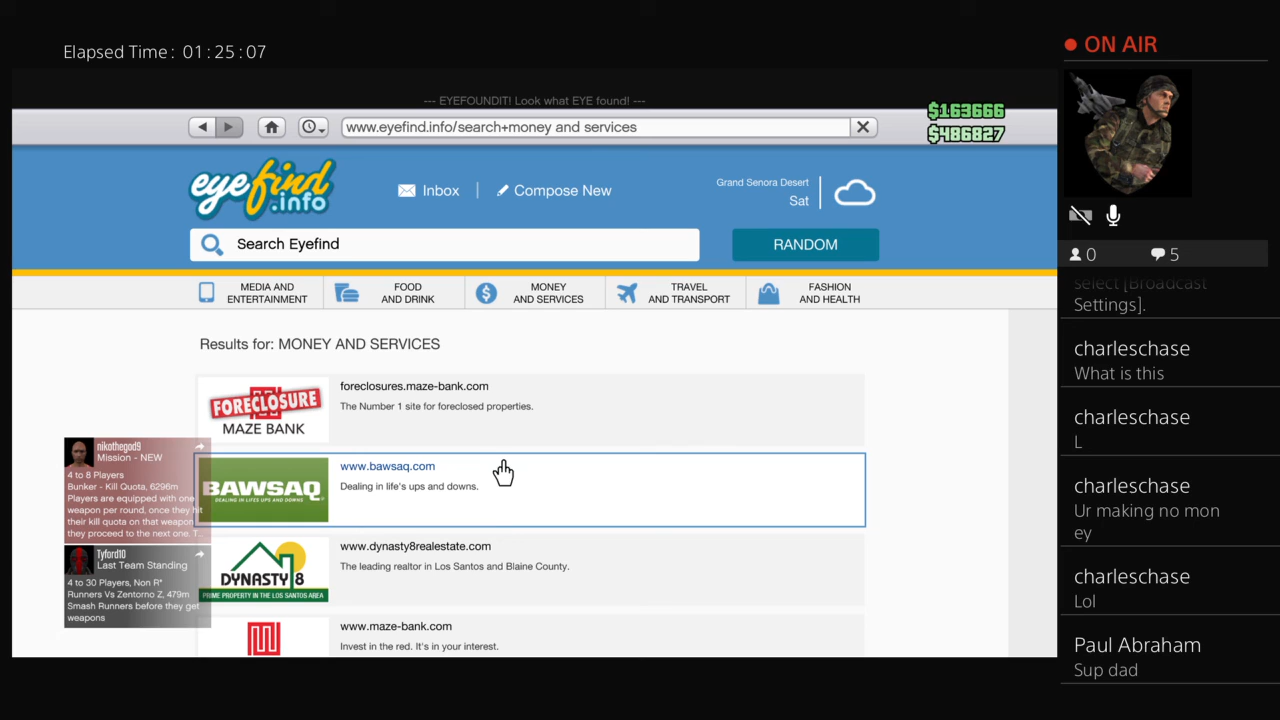 Elapsed Time: 01:25:07
ON AIR
--- EYEFOUNDIT! Look what EYE found! ---
www.eyefind.info/search+money and services
$163666
$486827
eyefind
.info
Inbox
Compose New
Grand Senora Desert
Sat
Search Eyefind
RANDOM
MEDIA AND
ENTERTAINMENT
FOOD
AND DRINK
MONEY
AND SERVICES
TRAVEL
AND TRANSPORT
FASHION
AND HEALTH
Results for: MONEY AND SERVICES
FORECLOSURE
MAZE BANK
foreclosures.maze-bank.com
The Number 1 site for foreclosed properties.
BAWSAQ
DEALING IN LIFE'S UPS AND DOWNS
www.bawsaq.com
Dealing in life's ups and downs.
DYNASTY 8
PRIME PROPERTY IN THE LOS SANTOS AREA
www.dynasty8realestate.com
The leading realtor in Los Santos and Blaine County.
www.maze-bank.com
Invest in the red. It's in your interest.
nikothegod9
Mission - NEW
4 to 8 Players
Bunker - Kill Quota, 6296m
Players are equipped with one
weapon per round, once they hit
their kill quota on that weapon
they proceed to the next one. T...
Tyford10
Last Team Standing
4 to 30 Players, Non R*
Runners Vs Zentorno Z, 479m
Smash Runners before they get
weapons
0
5
select [Broadcast
Settings].
charleschase
What is this
charleschase
L
charleschase
Ur making no mon
ey
charleschase
Lol
Paul Abraham
Sup dad